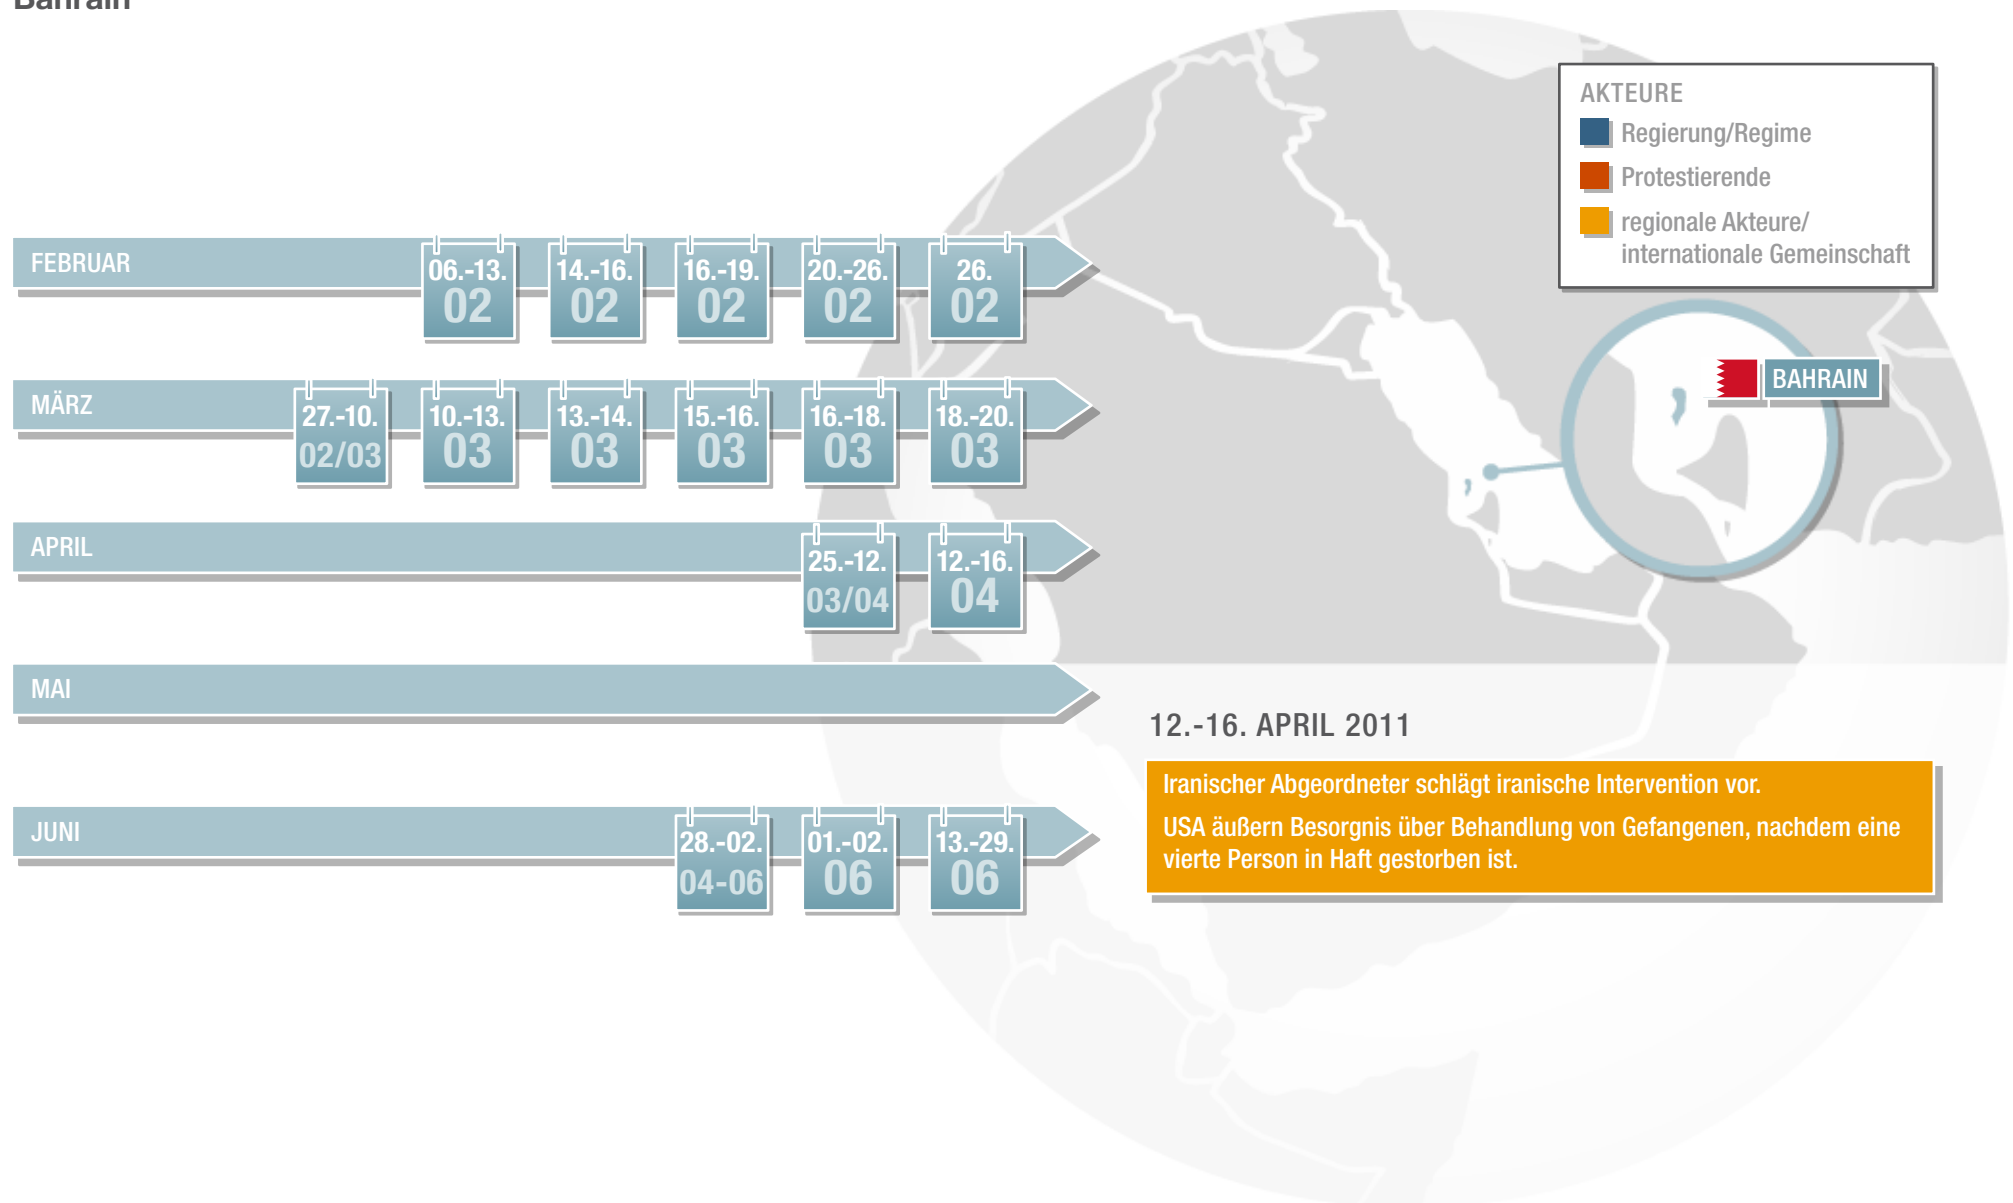 Bahrain
AKTEURE
Regierung/Regime
Protestierende
regionale Akteure/
internationale Gemeinschaft
BAHRAIN
FEBRUAR
06.-13.
02
14.-16.
02
16.-19.
02
20.-26.
02
26.
02
MÄRZ
27.-10.
02/03
10.-13.
03
13.-14.
03
15.-16.
03
16.-18.
03
18.-20.
03
APRIL
25.-12.
03/04
12.-16.
04
MAI
JUNI
28.-02.
04-06
01.-02.
06
13.-29.
06
12.-16. APRIL 2011
Iranischer Abgeordneter schlägt iranische Intervention vor.
USA äußern Besorgnis über Behandlung von Gefangenen, nachdem eine
vierte Person in Haft gestorben ist.